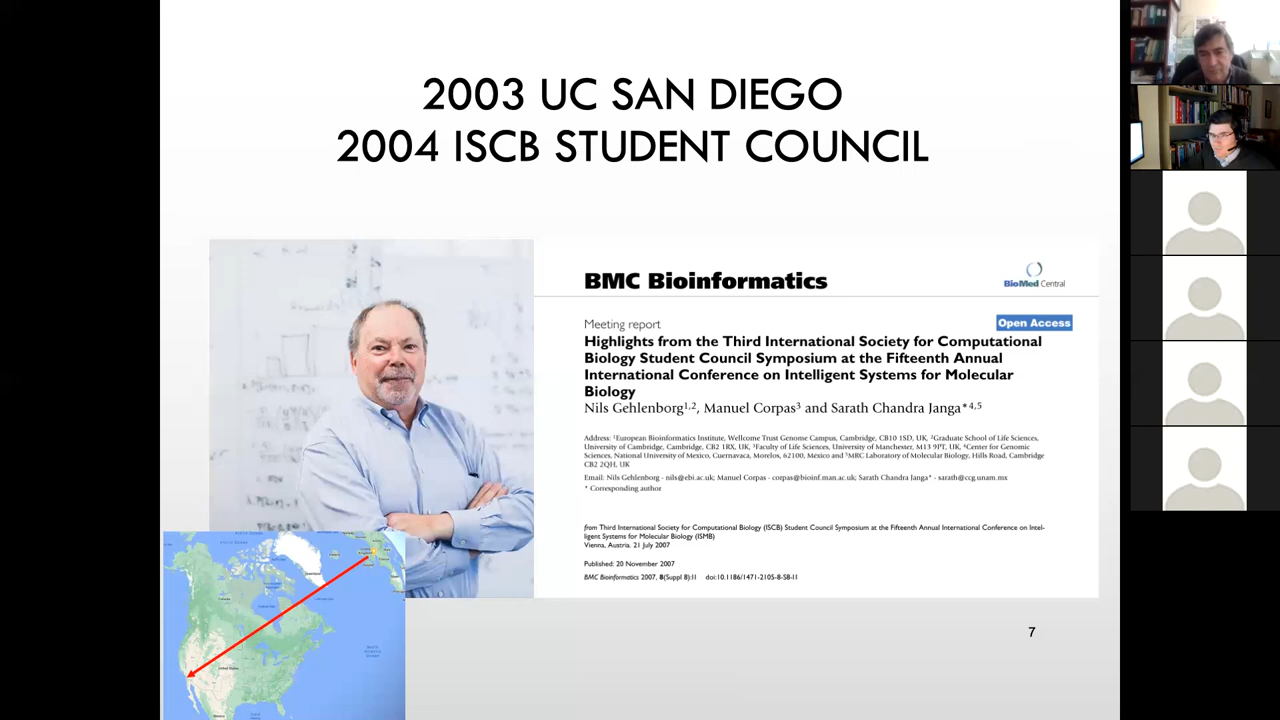 2003 UC SAN DIEGO
2004 ISCB STUDENT COUNCIL
BMC Bioinformatics
BioMed Central
Meeting report
Open Access
Highlights from the Third International Society for Computational
Biology Student Council Symposium at the Fifteenth Annual
International Conference on Intelligent Systems for Molecular
Biology
Nils Gehlenborg1,2, Manuel Corpas3 and Sarath Chandra Janga*4,5
Address: 1European Bioinformatics Institute, Wellcome Trust Genome Campus, Cambridge, CB10 1SD, UK, 2Graduate School of Life Sciences,
University of Cambridge, Cambridge, CB2 1RX, UK, 3Faculty of Life Sciences, University of Manchester, M13 9PT, UK, 4Center for Genomic
Sciences, National University of Mexico, Cuernavaca, Morelos, 62100, Mexico and 5MRC Laboratory of Molecular Biology, Hills Road, Cambridge
CB2 2QH, UK
Email: Nils Gehlenborg - nils@ebi.ac.uk; Manuel Corpas - corpas@bioinf.man.ac.uk; Sarath Chandra Janga* - sarath@ccg.unam.mx
* Corresponding author
from Third International Society for Computational Biology (ISCB) Student Council Symposium at the Fifteenth Annual International Conference on Intel-
ligent Systems for Molecular Biology (ISMB)
Vienna, Austria. 21 July 2007
Published: 20 November 2007
BMC Bioinformatics 2007, 8(Suppl 8):I1 doi:10.1186/1471-2105-8-S8-I1
7